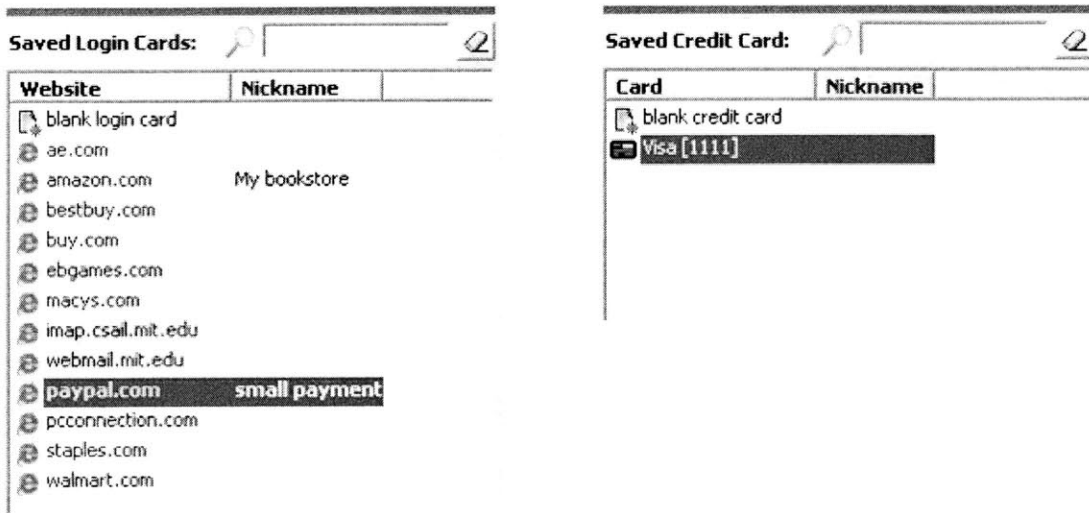 Saved Login Cards:
Website Nickname
blank login card
ae.com
amazon.com My bookstore
bestbuy.com
buy.com
ebgames.com
macys.com
imap.csail.mit.edu
webmail.mit.edu
paypal.com small payment
pcconnection.com
staples.com
walmart.com
Saved Credit Card:
Card Nickname
blank credit card
Visa [1111]